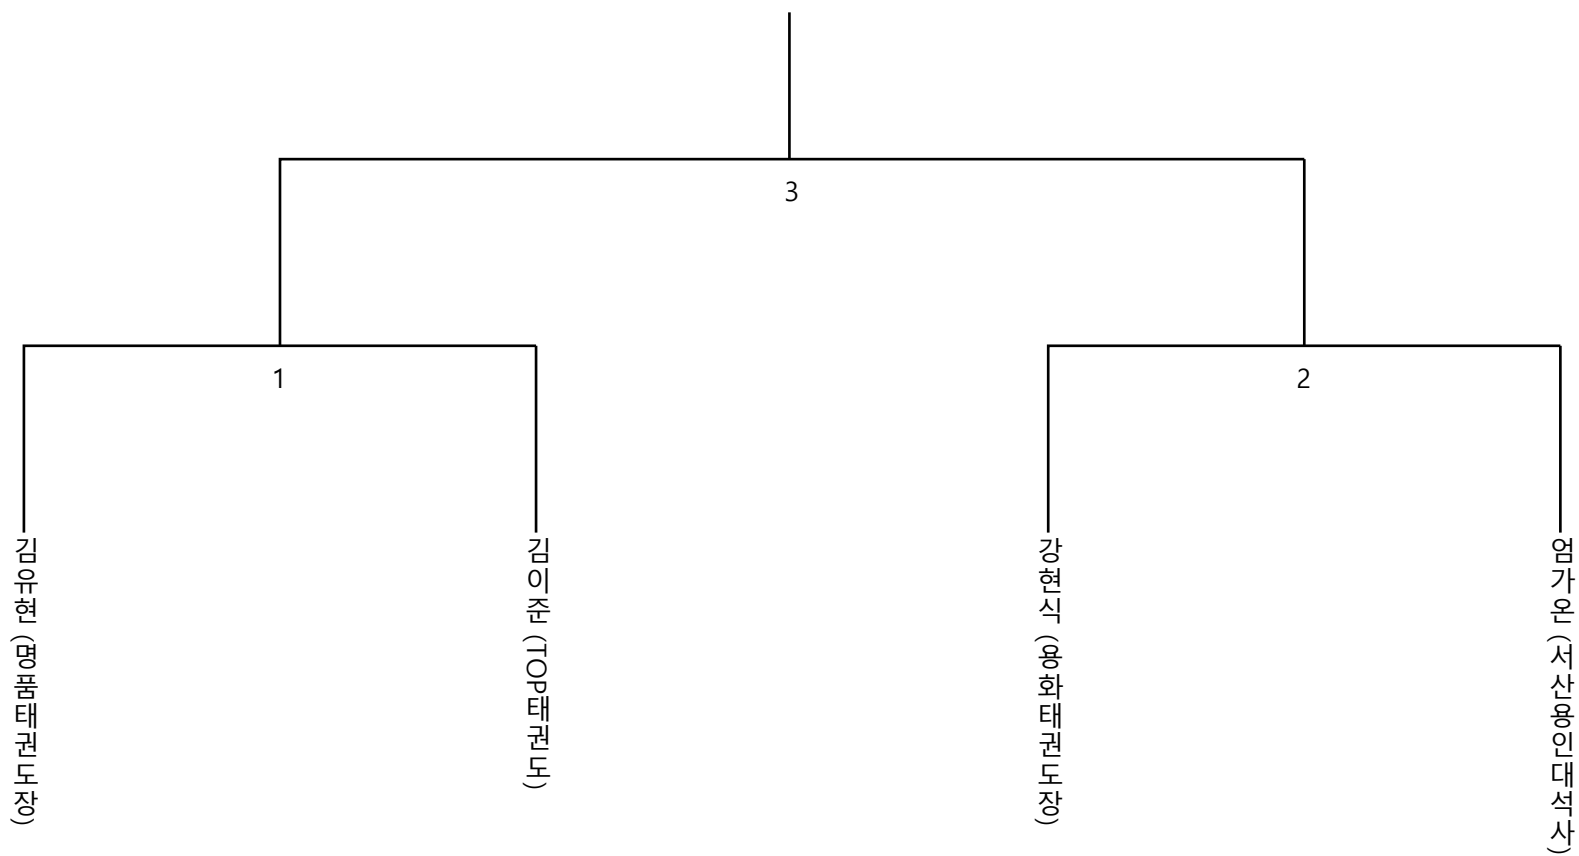 3
1
2
김유현 (명품태권도장)
김이준 (TOP태권도)
강현식 (용화태권도장)
엄가온 (서산용인대석사)